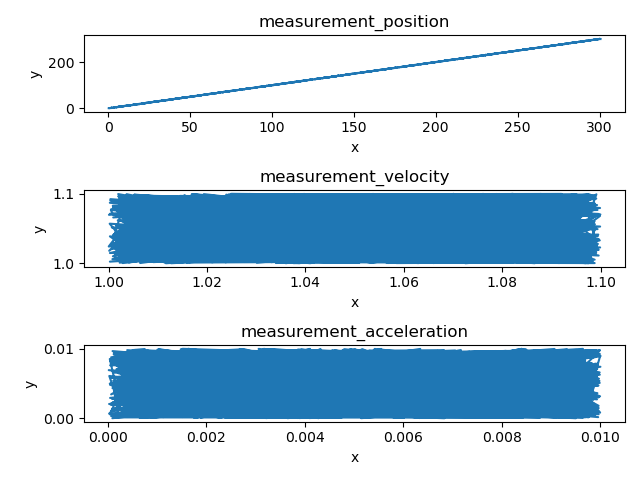 measurement_position
200
0
y
0 50 100 150 200 250 300
x
measurement_velocity
1.1
1.0
y
1.00 1.02 1.04 1.06 1.08 1.10
x
measurement_acceleration
0.01
0.00
y
0.000 0.002 0.004 0.006 0.008 0.010
x